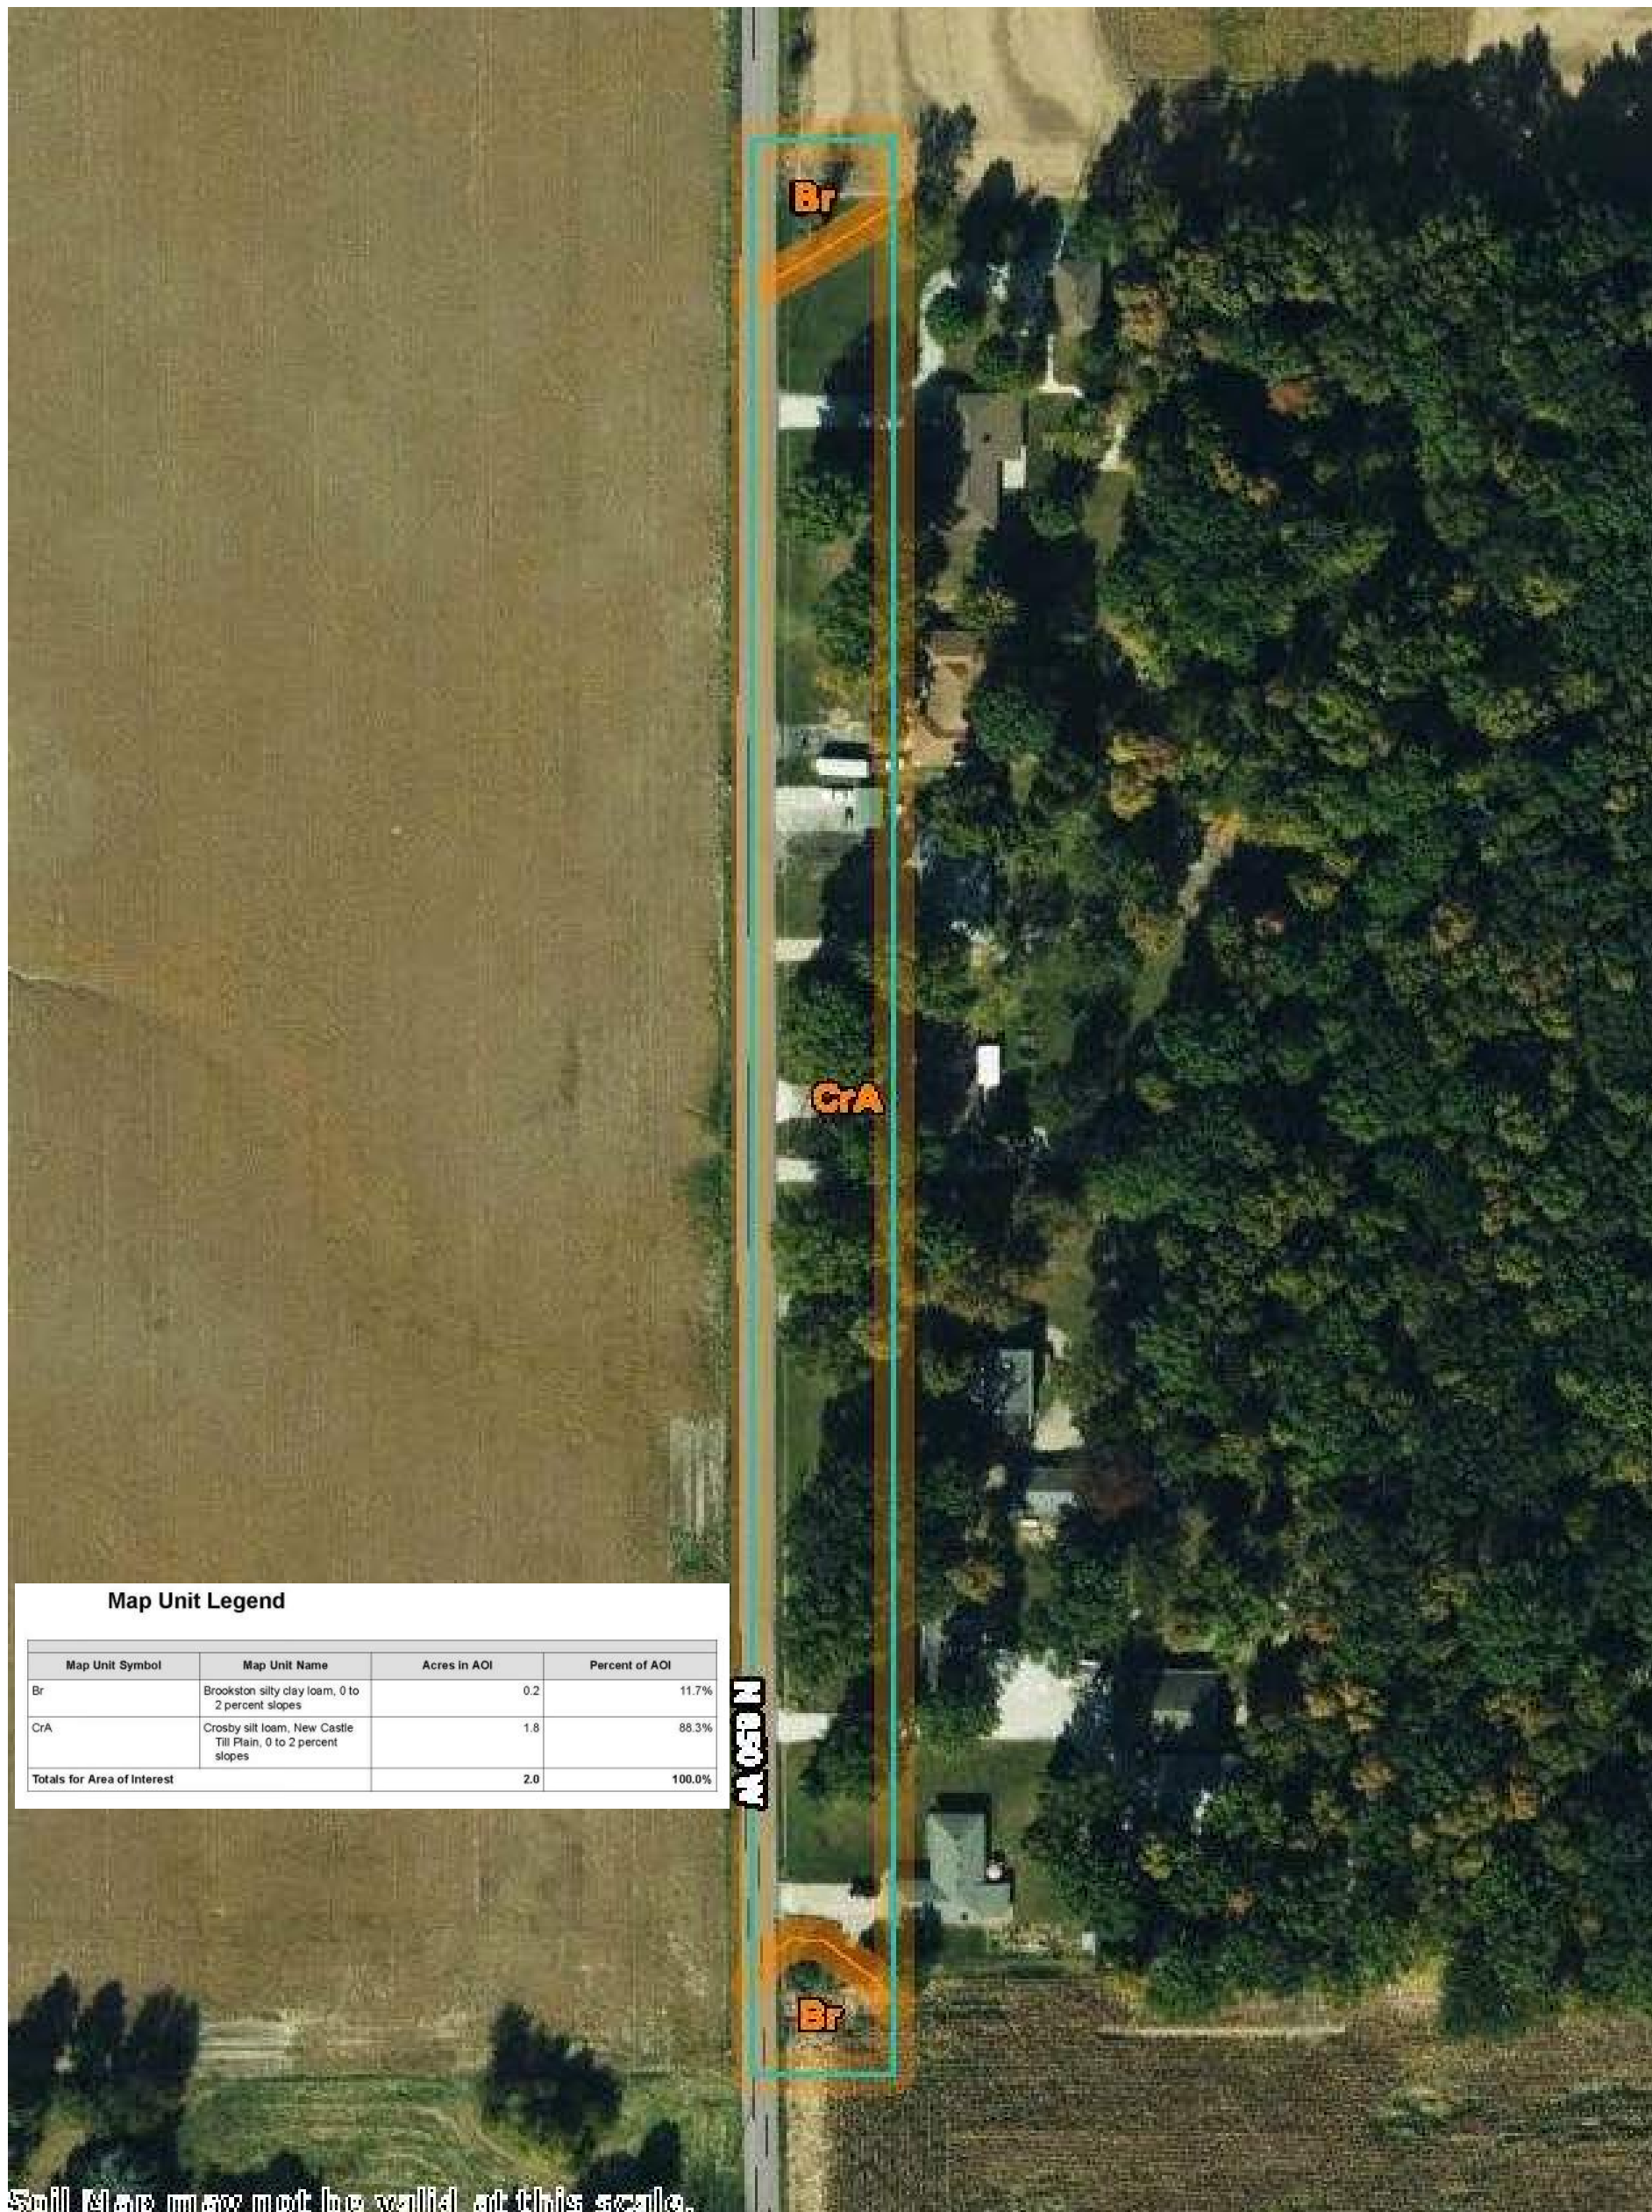 Br
CrA
Map Unit Legend
Map Unit Symbol Map Unit Name Acres in AOI Percent of AOI
Br Brookston silty clay loam, 0 to 0.2 11.7%
2 percent slopes
CrA Crosby silt loam, New Castle 1.8 88.3%
Till Plain, 0 to 2 percent
slopes
Totals for Area of Interest 2.0 100.0%
N 850 W
Br
Soil Map may not be valid at this scale.